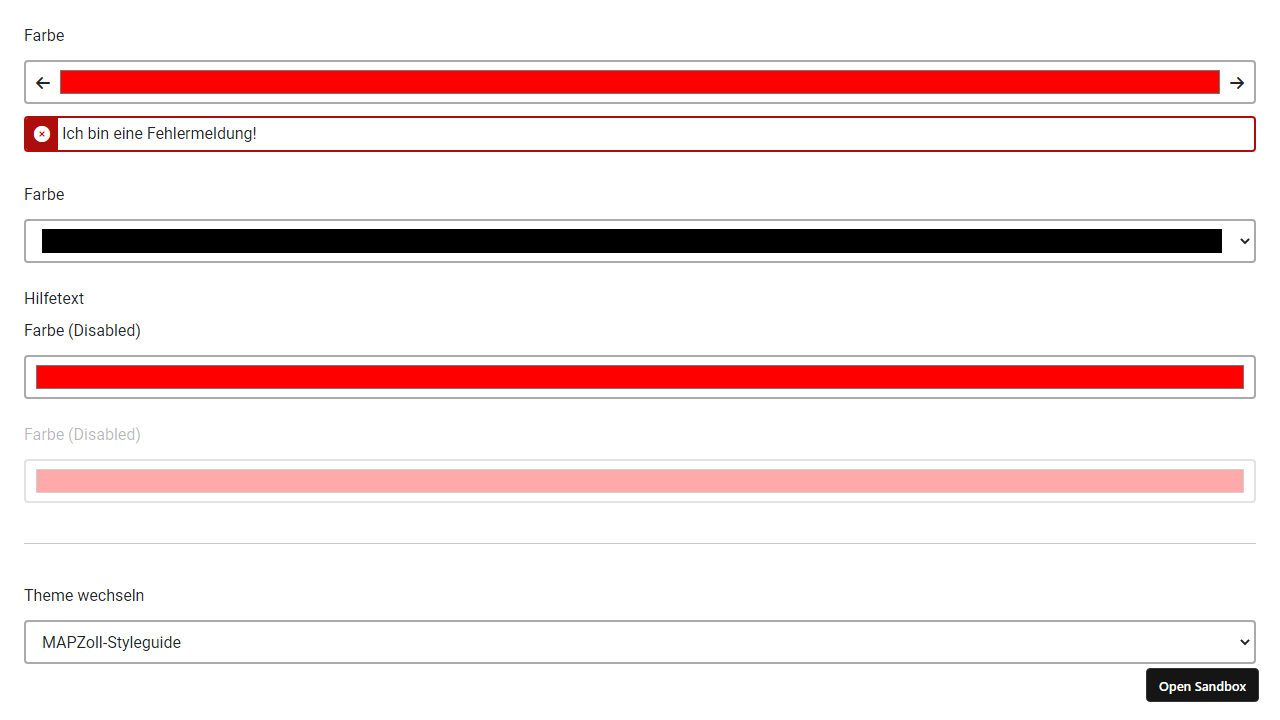 Farbe
Ich bin eine Fehlermeldung!
Farbe
Hilfetext
Farbe (Disabled)
Farbe (Disabled)
Theme wechseln
MAPZoll-Styleguide
Open Sandbox